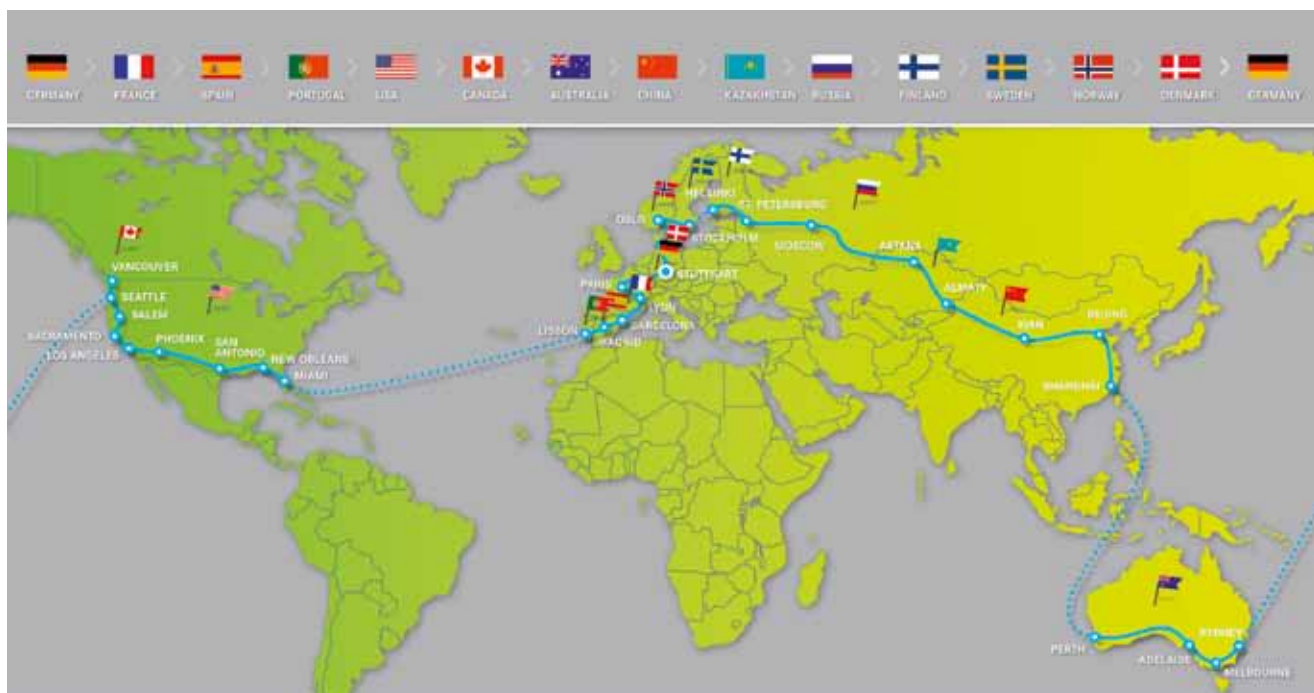 GERMANY
FRANCE
SPAIN
PORTUGAL
USA
CANADA
AUSTRALIA
CHINA
KAZAKHSTAN
RUSSIA
FINLAND
SWEDEN
NORWAY
DENMARK
GERMANY
HELSINKI
OSLO
ST. PETERSBURG
STOCKHOLM
MOSCOW
ASTANA
VANCOUVER
STUTTGART
PARIS
SEATTLE
ALMATY
LYON
SALEM
BARCELONA
XIAN
BEIJING
LISSON
SACRAMENTO
PHOENIX
MADRID
LOS ANGELES
SAN
ANTONIO
NEW ORLEANS
MIAMI
SHANGHAI
SYDNEY
PERTH
ADELAIDE
MELBOURNE